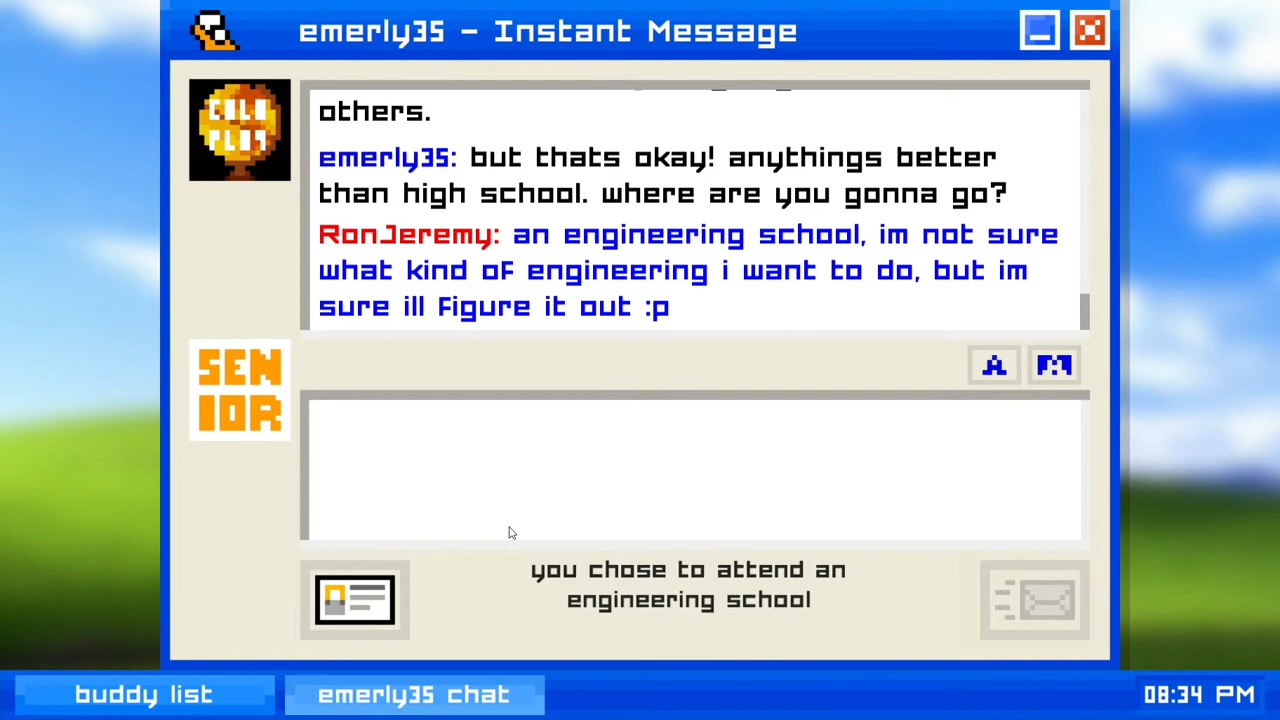 emerly35 - Instant Message
COLD
PLAY
others.
emerly35: but thats okay! anythings better
than high school. where are you gonna go?
RonJeremy: an engineering school, im not sure
what kind of engineering i want to do, but im
sure ill figure it out :p
A
SEN
IOR
you chose to attend an
engineering school
buddy list
emerly35 chat
08:34 PM